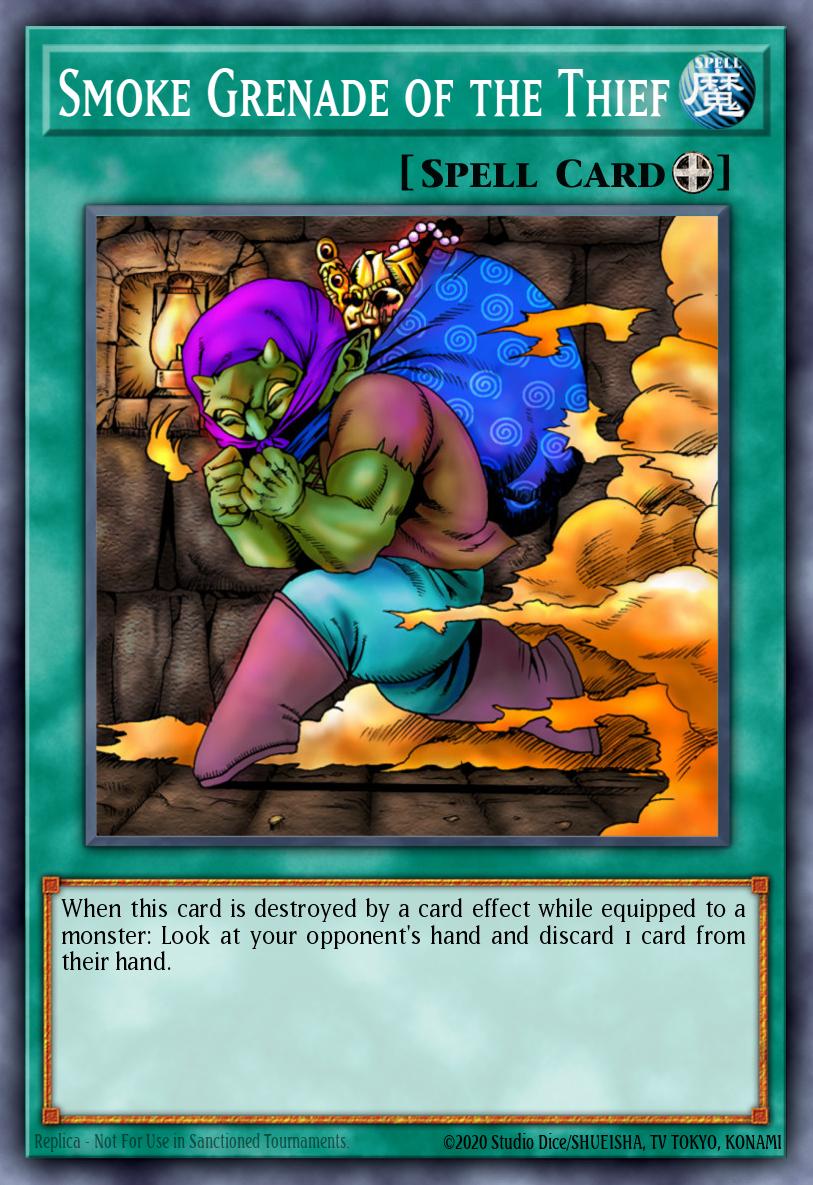 Smoke Grenade of the Thief
SPELL
魔
[Spell Card]
When this card is destroyed by a card effect while equipped to a
monster: Look at your opponent's hand and discard 1 card from
their hand.
Replica - Not For Use in Sanctioned Tournaments.
©2020 Studio Dice/SHUEISHA, TV TOKYO, KONAMI